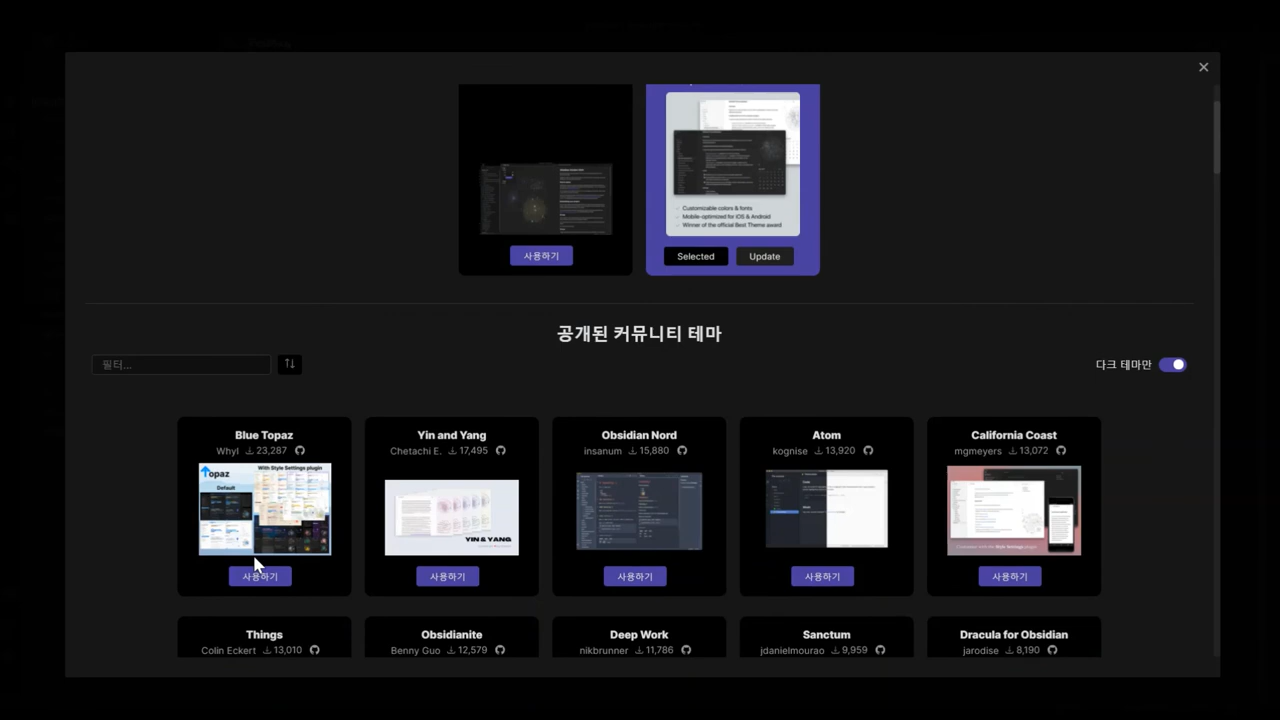 Customizable colors & fonts
Mobile-optimized for iOS & Android
Winner of the official Best Theme award
사용하기
Selected
Update
공개된 커뮤니티 테마
필터...
다크 테마만
Blue Topaz
Whyl 23,287
Topaz
With Style Settings plugin
Default
사용하기
Yin and Yang
Chetachi E. 17,495
YIN & YANG
사용하기
Obsidian Nord
insanum 15,880
사용하기
Atom
kognise 13,920
사용하기
California Coast
mgmeyers 13,072
사용하기
Things
Colin Eckert 13,010
Obsidianite
Benny Guo 12,579
Deep Work
nikbrunner 11,786
Sanctum
jdanielmourao 9,959
Dracula for Obsidian
jarodise 8,190